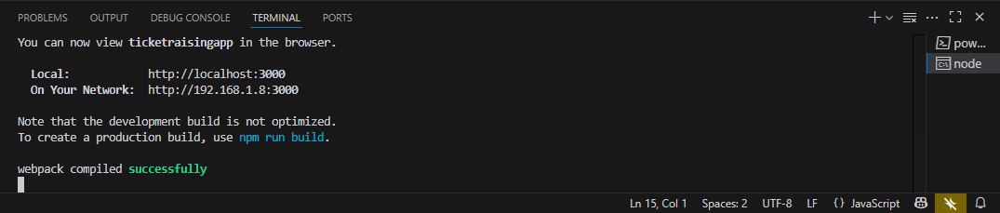 PROBLEMS OUTPUT DEBUG CONSOLE TERMINAL PORTS
You can now view ticketraisingapp in the browser.
Local: http://localhost:3000
On Your Network: http://192.168.1.8:3000
Note that the development build is not optimized.
To create a production build, use npm run build.
webpack compiled successfully
pow...
node
Ln 15, Col 1 Spaces: 2 UTF-8 LF {} JavaScript